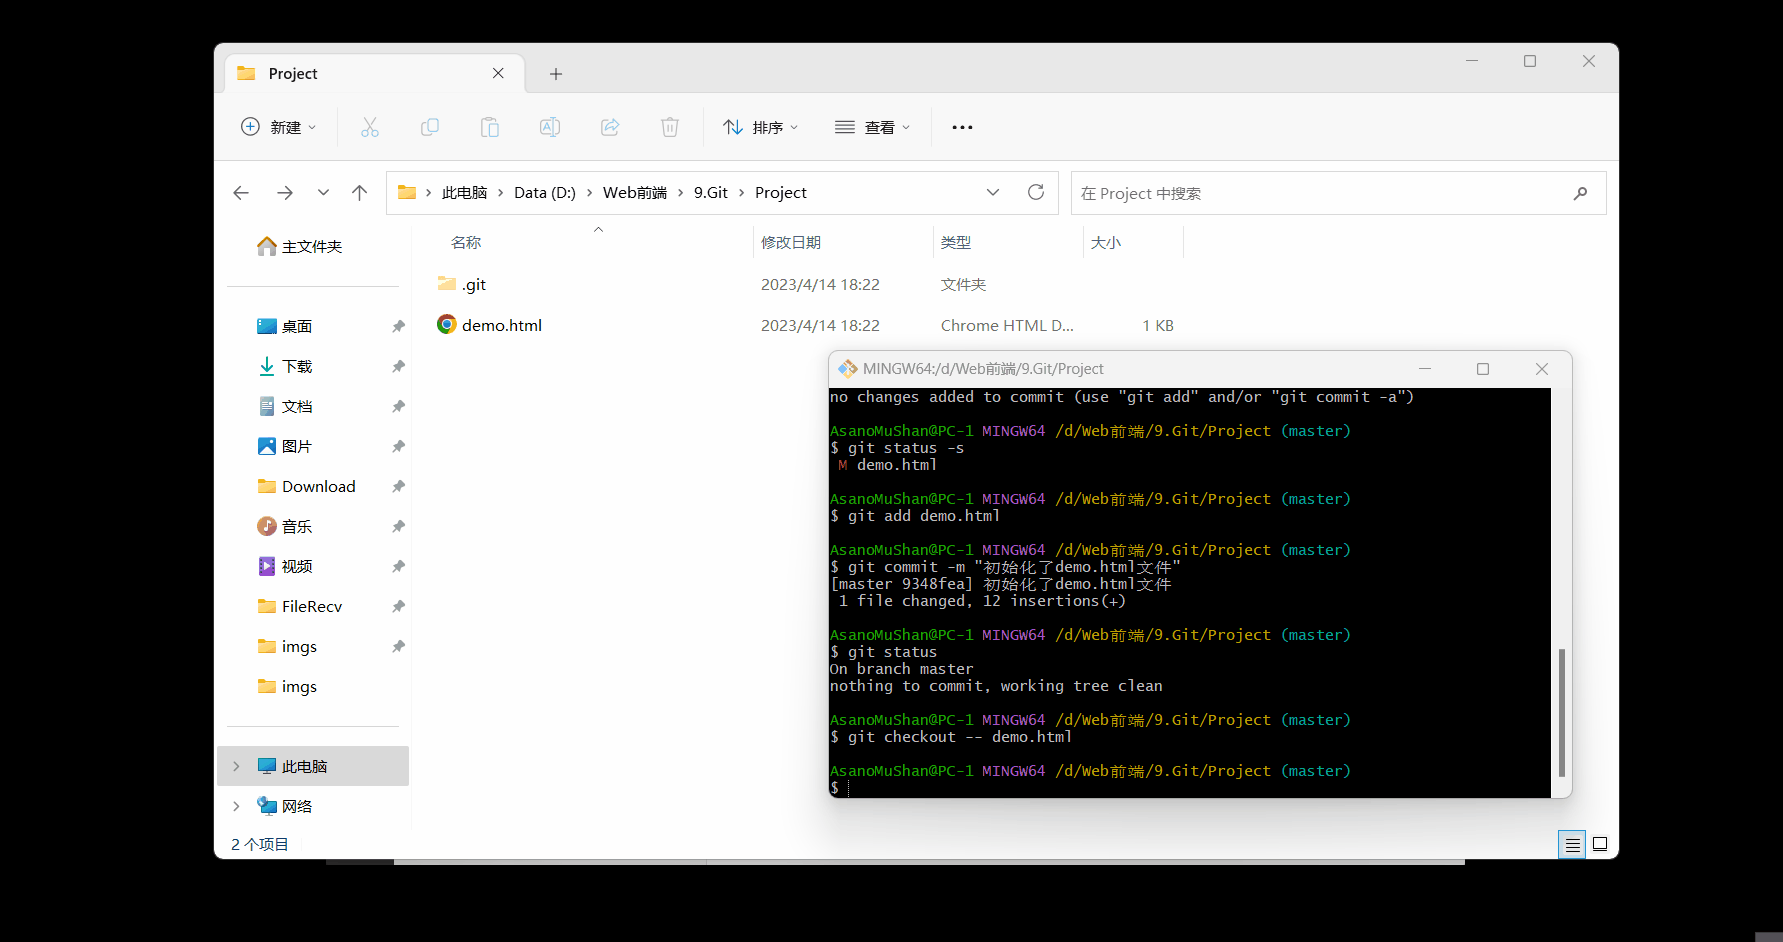 Project
新建
排序
查看
此电脑 Data (D:) Web前端 9.Git Project
在 Project 中搜索
名称 修改日期 类型 大小
.git 2023/4/14 18:22 文件夹
demo.html 2023/4/14 18:22 Chrome HTML D... 1 KB
主文件夹
桌面
下载
文档
图片
Download
音乐
视频
FileRecv
imgs
imgs
此电脑
网络
2 个项目
MINGW64:/d/Web前端/9.Git/Project
no changes added to commit (use "git add" and/or "git commit -a")
AsanoMuShan@PC-1 MINGW64 /d/Web前端/9.Git/Project (master)
$ git status -s
M demo.html
AsanoMuShan@PC-1 MINGW64 /d/Web前端/9.Git/Project (master)
$ git add demo.html
AsanoMuShan@PC-1 MINGW64 /d/Web前端/9.Git/Project (master)
$ git commit -m "初始化了demo.html文件"
[master 9348fea] 初始化了demo.html文件
1 file changed, 12 insertions(+)
AsanoMuShan@PC-1 MINGW64 /d/Web前端/9.Git/Project (master)
$ git status
On branch master
nothing to commit, working tree clean
AsanoMuShan@PC-1 MINGW64 /d/Web前端/9.Git/Project (master)
$ git checkout -- demo.html
AsanoMuShan@PC-1 MINGW64 /d/Web前端/9.Git/Project (master)
$